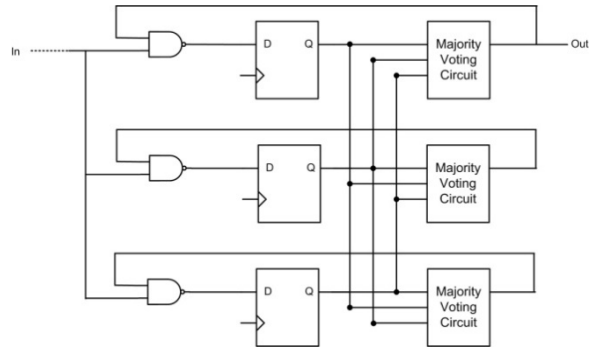 In
D Q
Majority
Voting
Circuit
Out
D Q
Majority
Voting
Circuit
D Q
Majority
Voting
Circuit